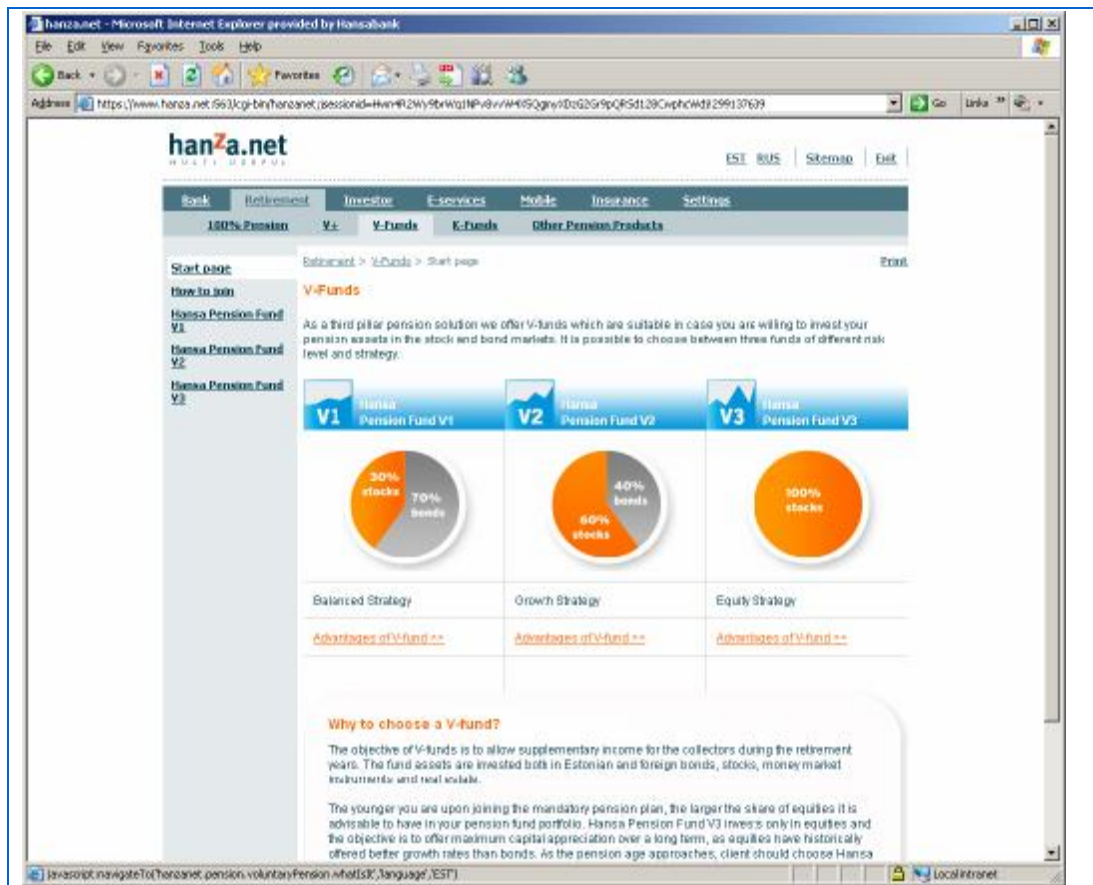 hanza.net - Microsoft Internet Explorer provided by Hansabank
File Edit View Favorites Tools Help
Back Favorites
Address Go Links »
hanza.net
MULTI USEFUL
EST RUS Sitemap Exit
Bank Retirement Investor E-services Mobile Insurance Settings
100% Pension V+ V-Funds K-Funds Other Pension Products
Start page
How to join
Hansa Pension Fund
V1
Hansa Pension Fund
V2
Hansa Pension Fund
V3
Retirement > V-Funds > Start page Print
V-Funds
As a third pillar pension solution we offer V-funds which are suitable in case you are willing to invest your
pension assets in the stock and bond markets. It is possible to choose between three funds of different risk
level and strategy.
V1 Hansa
Pension Fund V1
V2 Hansa
Pension Fund V2
V3 Hansa
Pension Fund V3
30%
stocks
70%
bonds
40%
bonds
60%
stocks
100%
stocks
Balanced Strategy Growth Strategy Equity Strategy
Advantages of V-fund >> Advantages of V-fund >> Advantages of V-fund >>
Why to choose a V-fund?
The objective of V-funds is to allow supplementary income for the collectors during the retirement
years. The fund assets are invested both in Estonian and foreign bonds, stocks, money market
instruments and real estate.
The younger you are upon joining the mandatory pension plan, the larger the share of equities it is
advisable to have in your pension fund portfolio. Hansa Pension Fund V3 invests only in equities and
the objective is to offer maximum capital appreciation over a long term, as equities have historically
offered better growth rates than bonds. As the pension age approaches, client should choose Hansa
javascript:navigateTo('hanzanet.pension.voluntaryPension.whatIsIt','language','EST') Local intranet